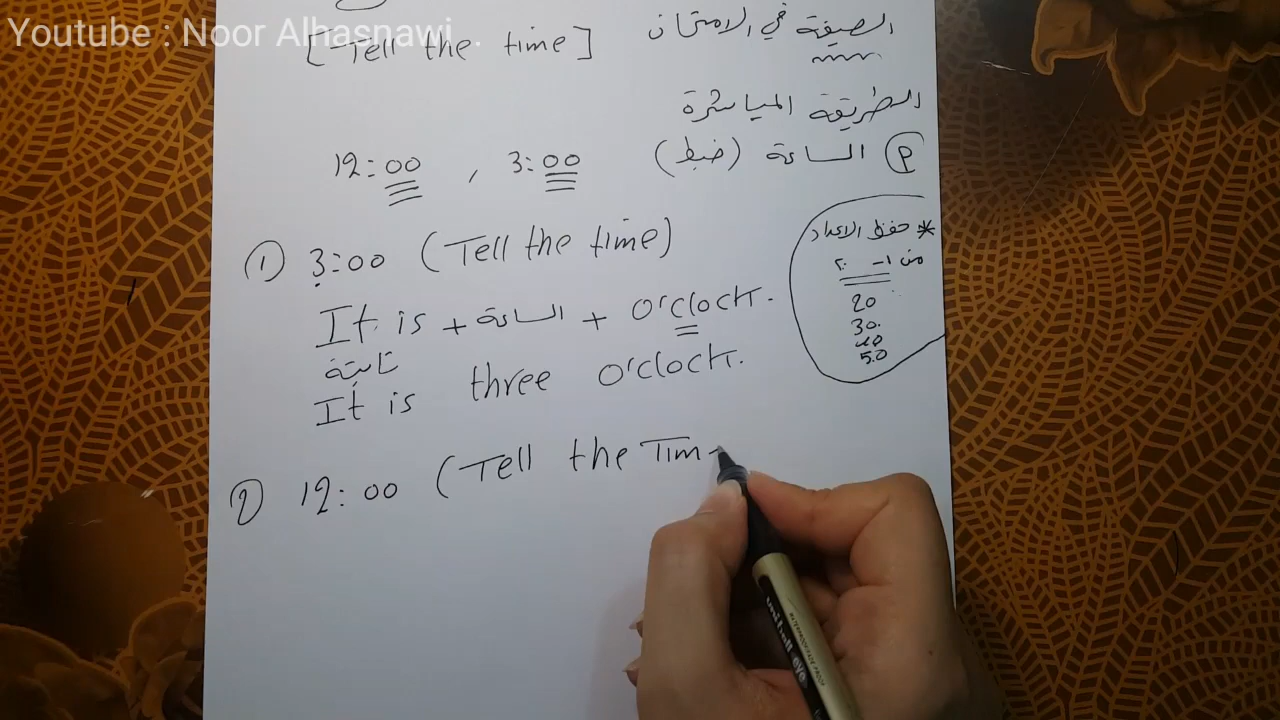 Youtube : Noor Alhasnawi .
[Tell the time] الصيغة في الامتحان
الطريقة المباشرة
م الساعة (ضبط)
12:00 , 3:00
* حفظ الاعداد
من ١ - ٢٠
20
30
40
50
① 3:00 (Tell the time)
It is + الساعة + O'clock.
ثابتة
It is three O'clock.
② 12:00 (Tell the Tim
uniball eye